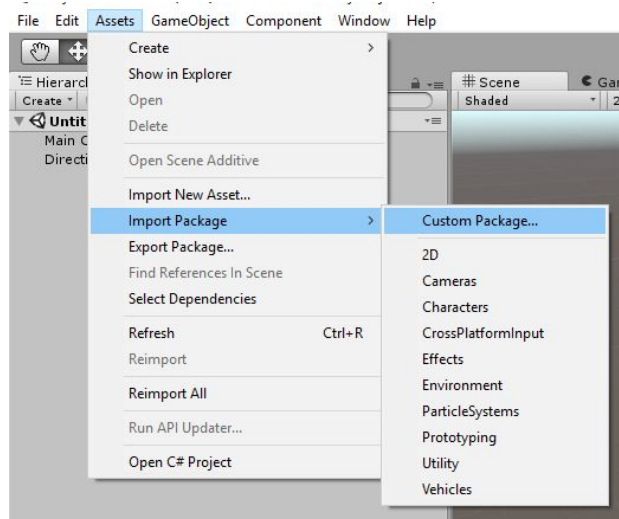 File Edit Assets GameObject Component Window Help
Create
Show in Explorer
Open
Delete
Open Scene Additive
Import New Asset...
Import Package
Export Package...
Find References In Scene
Select Dependencies
Refresh Ctrl+R
Reimport
Reimport All
Run API Updater...
Open C# Project
Custom Package...
2D
Cameras
Characters
CrossPlatformInput
Effects
Environment
ParticleSystems
Prototyping
Utility
Vehicles
Hierarcl
Create
Untit
Main C
Directi
Scene
Shaded
2